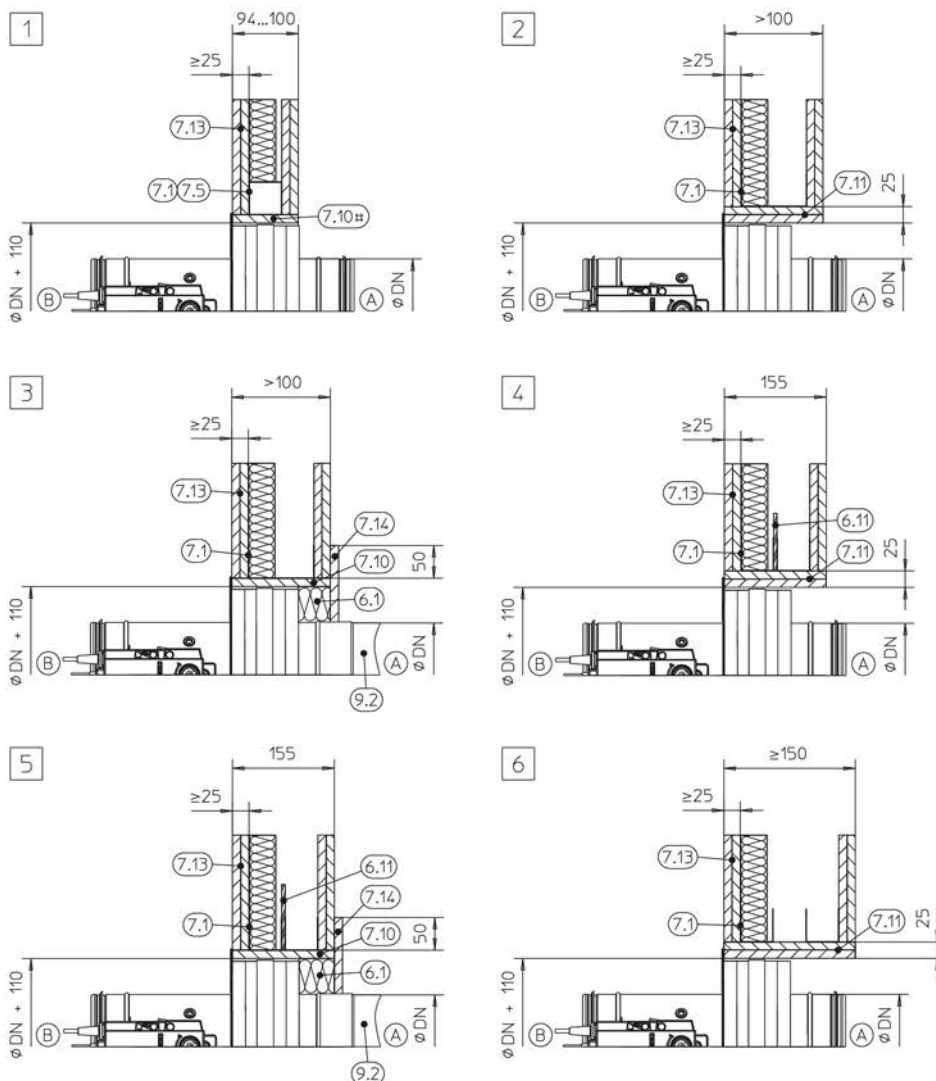 1
94...100
≥25
7.13
7.1 7.5
7.10⌗
Ø DN + 110
Ø DN
B
A
2
>100
≥25
7.13
7.1
7.11
25
Ø DN + 110
Ø DN
B
A
3
>100
≥25
7.13
7.14
7.1
7.10
50
6.1
Ø DN + 110
Ø DN
B
A
9.2
4
155
≥25
7.13
6.11
7.1
7.11
25
Ø DN + 110
Ø DN
B
A
5
155
≥25
7.13
6.11
7.14
7.1
7.10
50
6.1
Ø DN + 110
Ø DN
B
A
9.2
6
≥150
≥25
7.13
7.1
7.11
25
Ø DN + 110
Ø DN
B
A